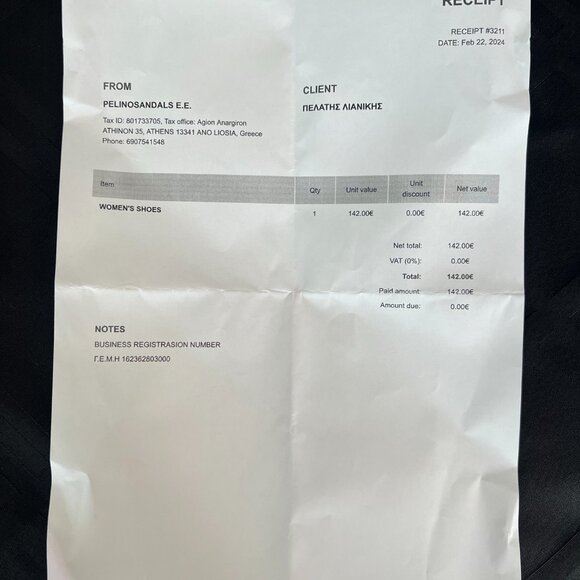 RECEIPT
RECEIPT #3211
DATE: Feb 22, 2024
FROM
PELINOSANDALS E.E.
Tax ID: 801733705, Tax office: Agion Anargiron
ATHINON 35, ATHENS 13341 ANO LIOSIA, Greece
Phone: 6907541548
CLIENT
ΠΕΛΑΤΗΣ ΛΙΑΝΙΚΗΣ
Item Qty Unit value Unit discount Net value
WOMEN'S SHOES 1 142.00€ 0.00€ 142.00€
Net total: 142.00€
VAT (0%): 0.00€
Total: 142.00€
Paid amount: 142.00€
Amount due: 0.00€
NOTES
BUSINESS REGISTRASION NUMBER
Γ.Ε.Μ.Η 162362803000